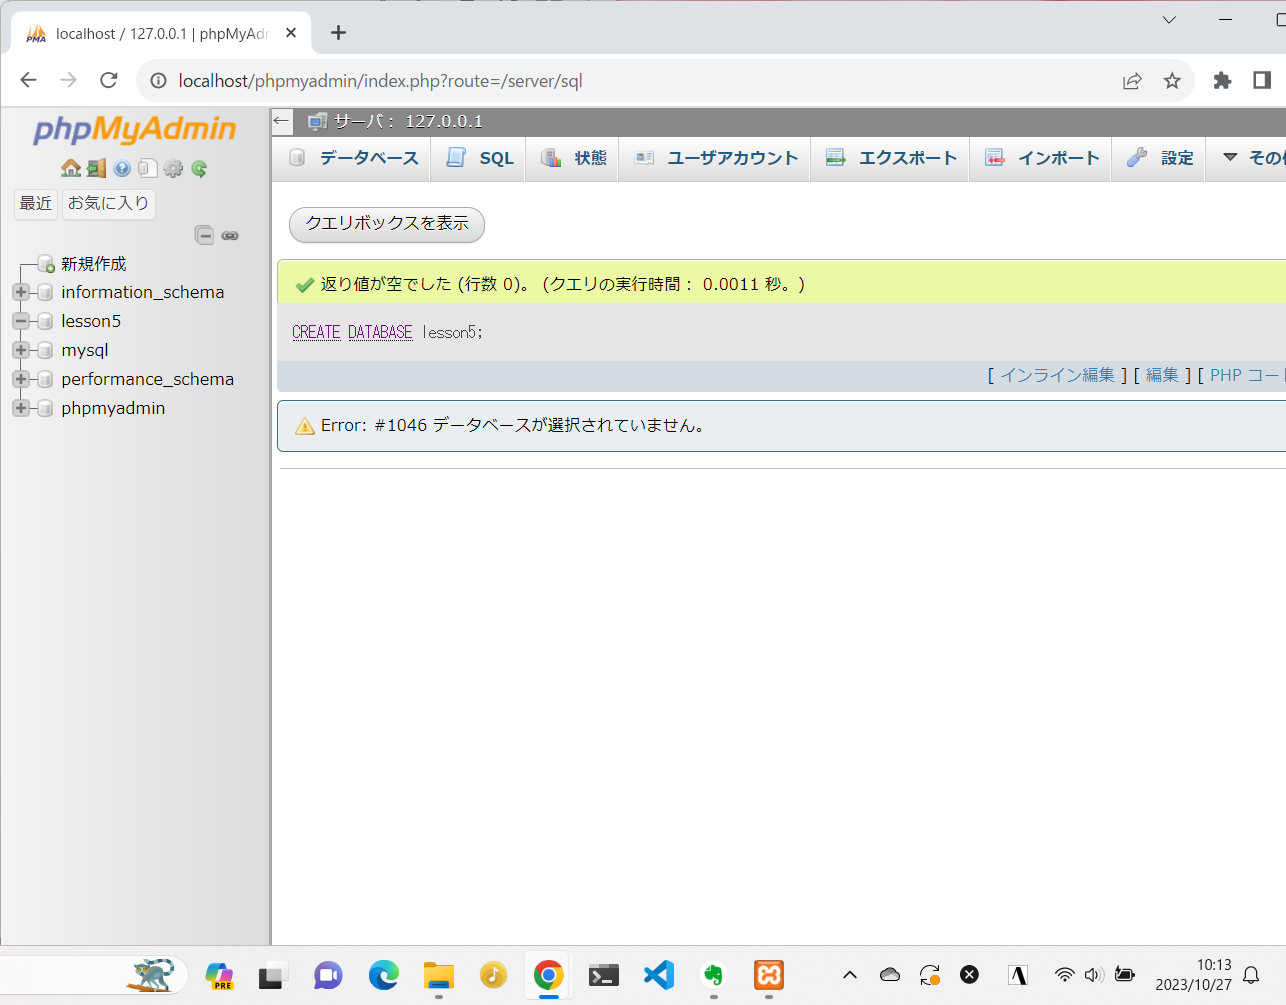 PMA localhost / 127.0.0.1 | phpMyAdm
localhost/phpmyadmin/index.php?route=/server/sql
phpMyAdmin
最近 お気に入り
新規作成
information_schema
lesson5
mysql
performance_schema
phpmyadmin
サーバ: 127.0.0.1
データベース SQL 状態 ユーザアカウント エクスポート インポート 設定 その他
クエリボックスを表示
返り値が空でした (行数 0)。 (クエリの実行時間: 0.0011 秒。)
CREATE DATABASE lesson5;
[ インライン編集 ] [ 編集 ] [ PHP コード
Error: #1046 データベースが選択されていません。
PRE
A
10:13
2023/10/27